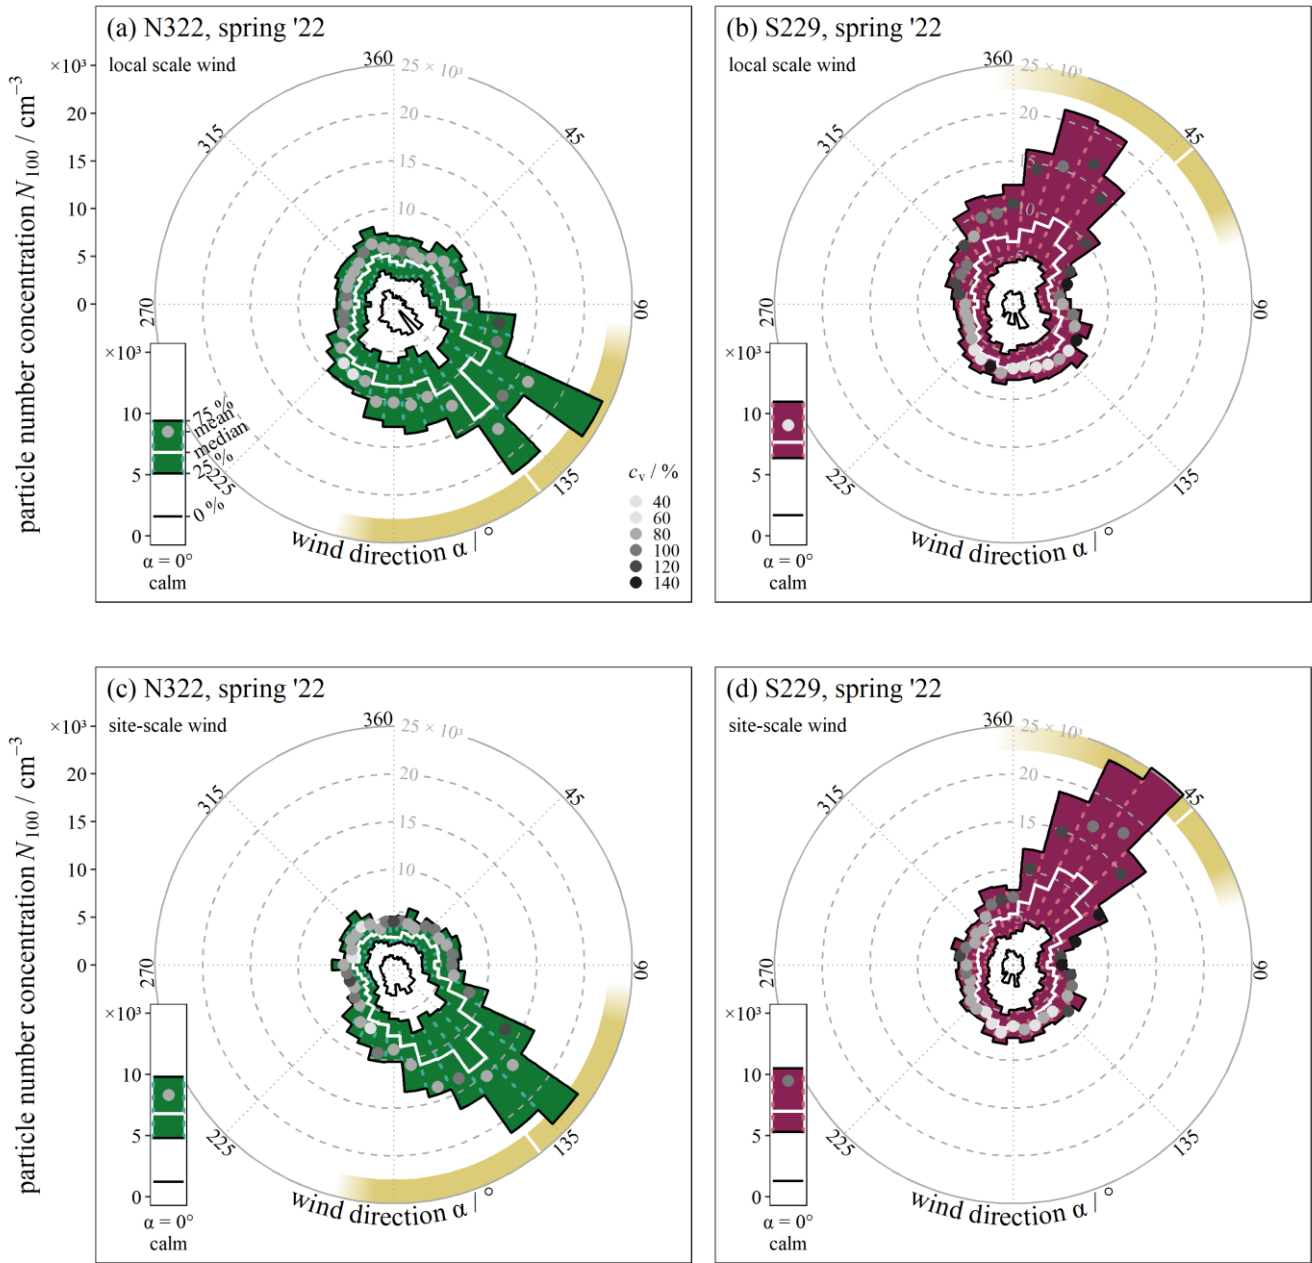 particle number concentration N₁₀₀ / cm⁻³
(a) N322, spring '22
local scale wind
×10³
25
20
15
10
5
0
360
45
90
135
225
270
315
25 × 10³
20
15
10
wind direction α / °
×10³
10
5
0
75 %
mean
median
25 %
0 %
α = 0°
calm
c_v / %
40
60
80
100
120
140
(b) S229, spring '22
local scale wind
360
45
90
135
225
270
315
25 × 10³
20
15
10
5
wind direction α / °
×10³
10
5
0
α = 0°
calm
particle number concentration N₁₀₀ / cm⁻³
(c) N322, spring '22
site-scale wind
×10³
25
20
15
10
5
0
360
45
90
135
225
270
315
25 × 10³
20
15
10
5
wind direction α / °
×10³
10
5
0
α = 0°
calm
(d) S229, spring '22
site-scale wind
360
45
90
135
225
270
315
25 × 10³
20
15
10
wind direction α / °
×10³
10
5
0
α = 0°
calm